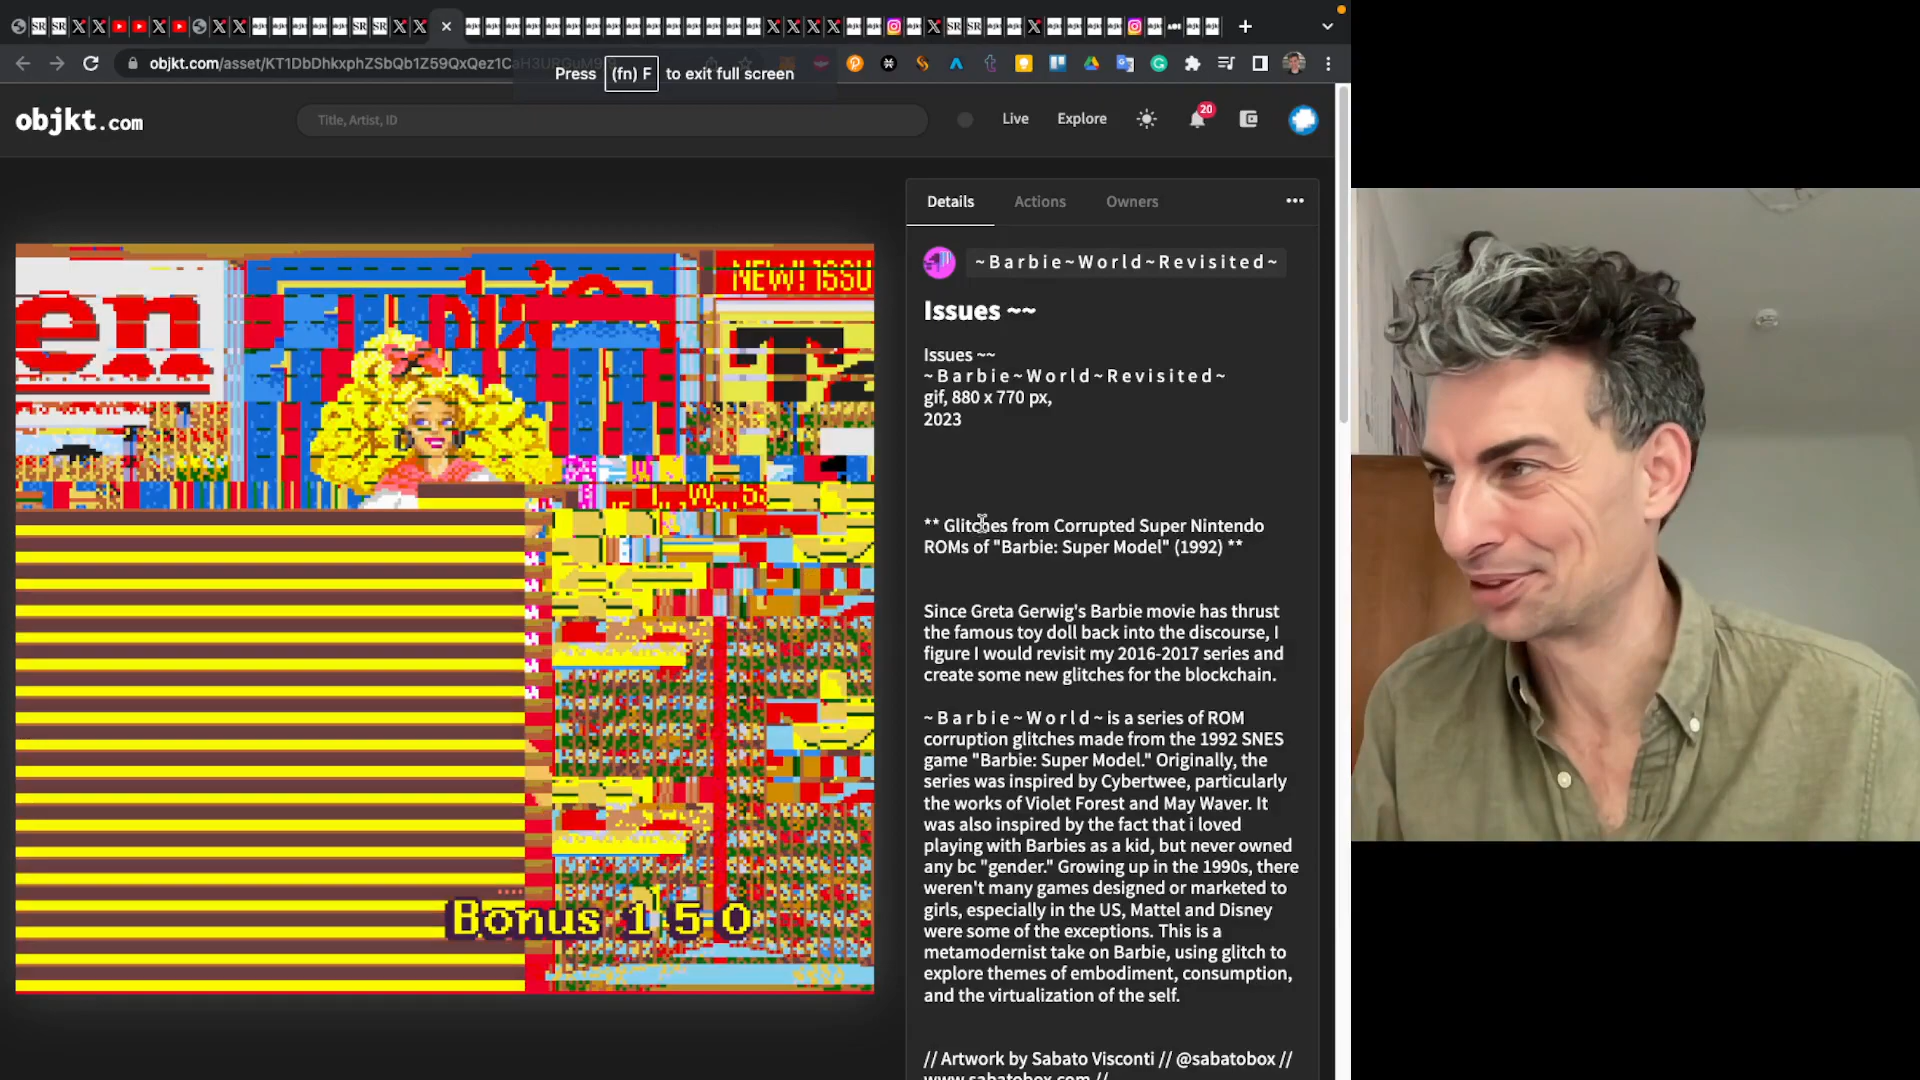 objkt.com/asset/KT1DbDhkxphZSbQb1Z59QxQez1C
Press (fn) F to exit full screen
objkt.com
Title, Artist, ID
Live
Explore
20
Details
Actions
Owners
~Barbie~World~Revisited~
Issues ~~
Issues ~~
~Barbie~World~Revisited~
gif, 880 x 770 px,
2023
** Glitches from Corrupted Super Nintendo
ROMs of "Barbie: Super Model" (1992) **
Since Greta Gerwig's Barbie movie has thrust
the famous toy doll back into the discourse, I
figure I would revisit my 2016-2017 series and
create some new glitches for the blockchain.
~Barbie~World~ is a series of ROM
corruption glitches made from the 1992 SNES
game "Barbie: Super Model." Originally, the
series was inspired by Cybertwee, particularly
the works of Violet Forest and May Waver. It
was also inspired by the fact that i loved
playing with Barbies as a kid, but never owned
any bc "gender." Growing up in the 1990s, there
weren't many games designed or marketed to
girls, especially in the US, Mattel and Disney
were some of the exceptions. This is a
metamodernist take on Barbie, using glitch to
explore themes of embodiment, consumption,
and the virtualization of the self.
// Artwork by Sabato Visconti // @sabatobox //
www.sabatobox.com //
en
NEW! ISSU
Bonus 150